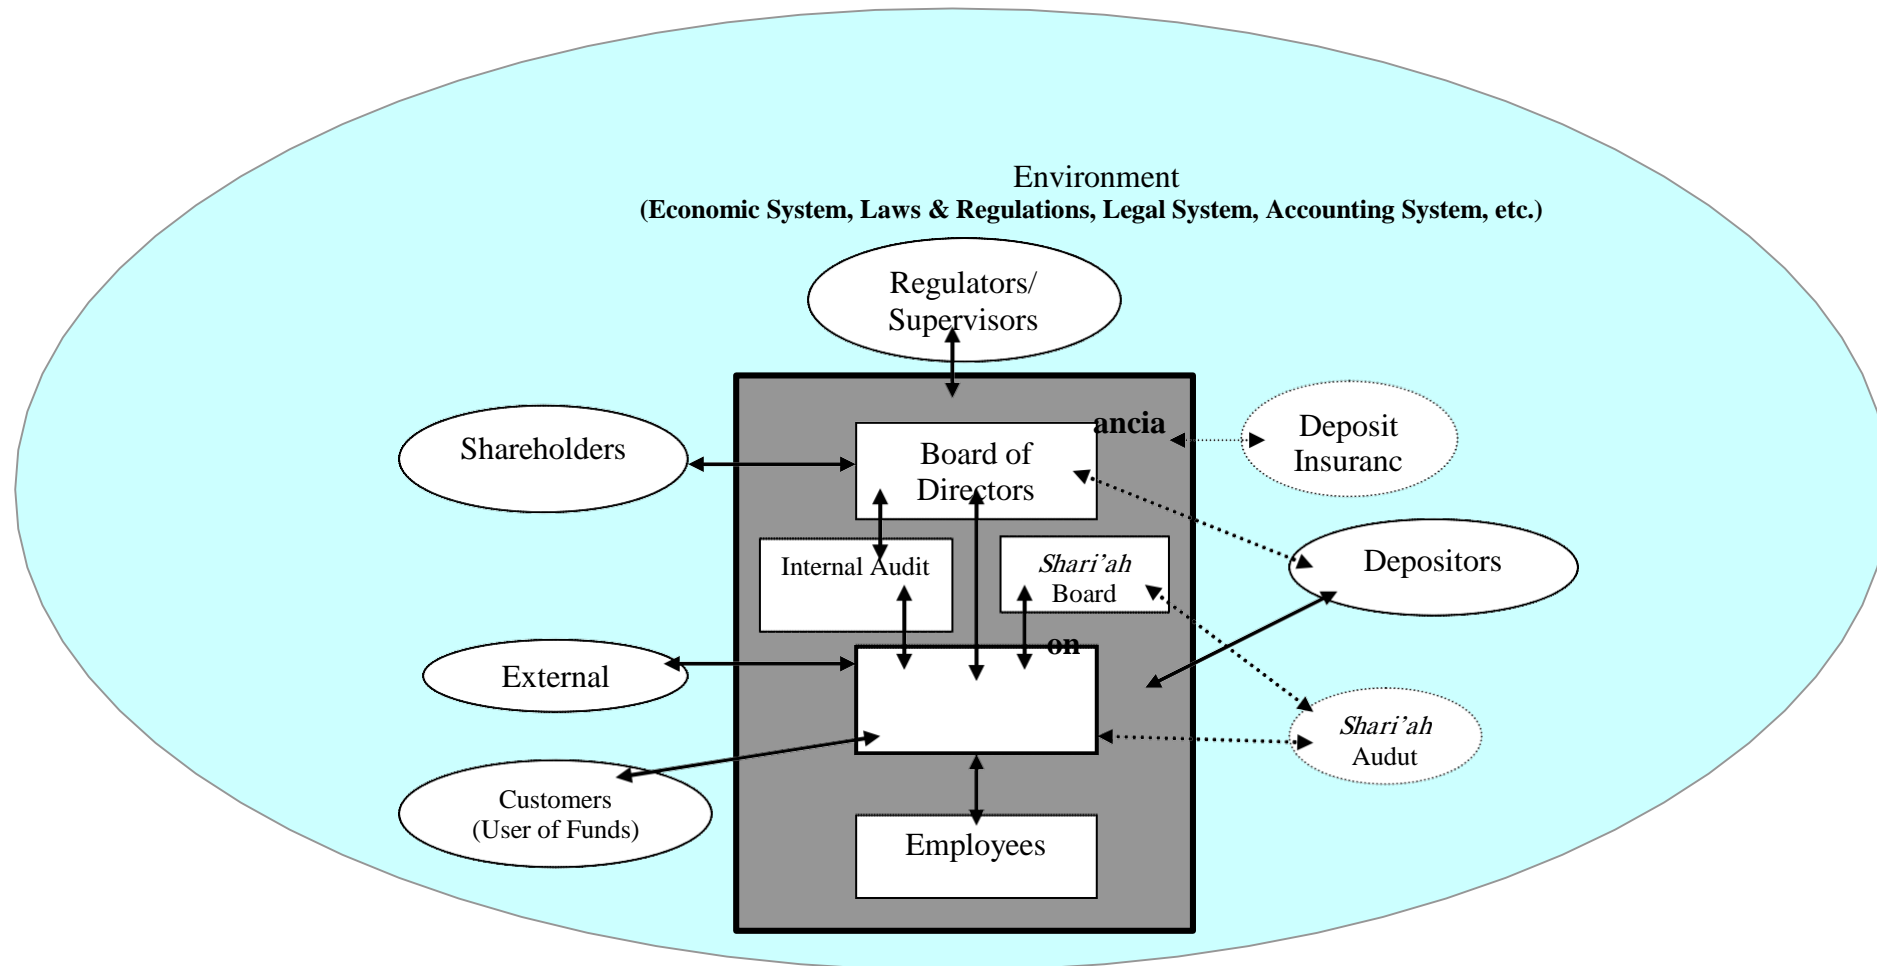 Environment
(Economic System, Laws & Regulations, Legal System, Accounting System, etc.)
Regulators/
Supervisors
ancia
Shareholders
Board of
Directors
Deposit
Insuranc
Internal Audit
Shari’ah
Board
Depositors
on
External
Shari’ah
Audut
Customers
(User of Funds)
Employees